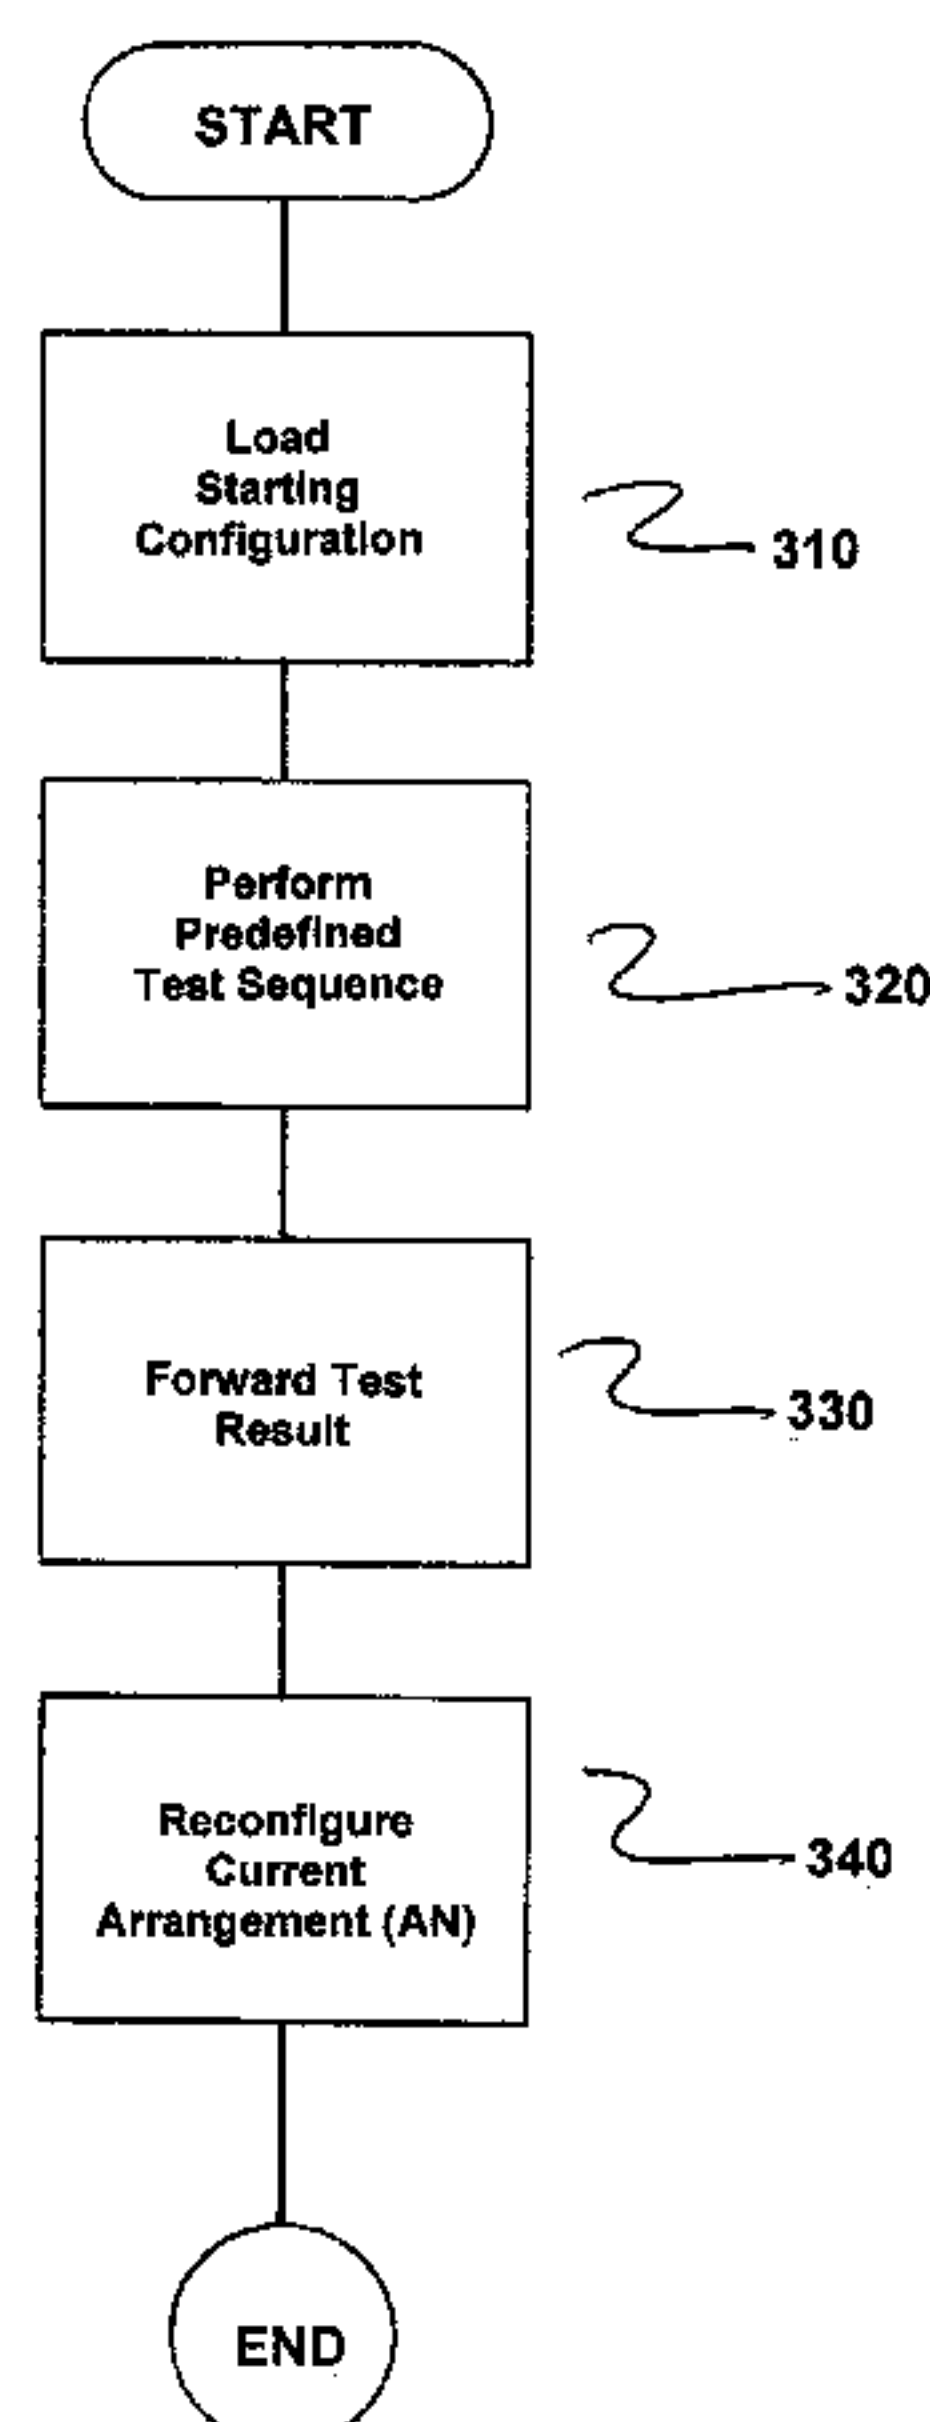 START
Load
Starting
Configuration
310
Perform
Predefined
Test Sequence
320
Forward Test
Result
330
Reconfigure
Current
Arrangement (AN)
340
END